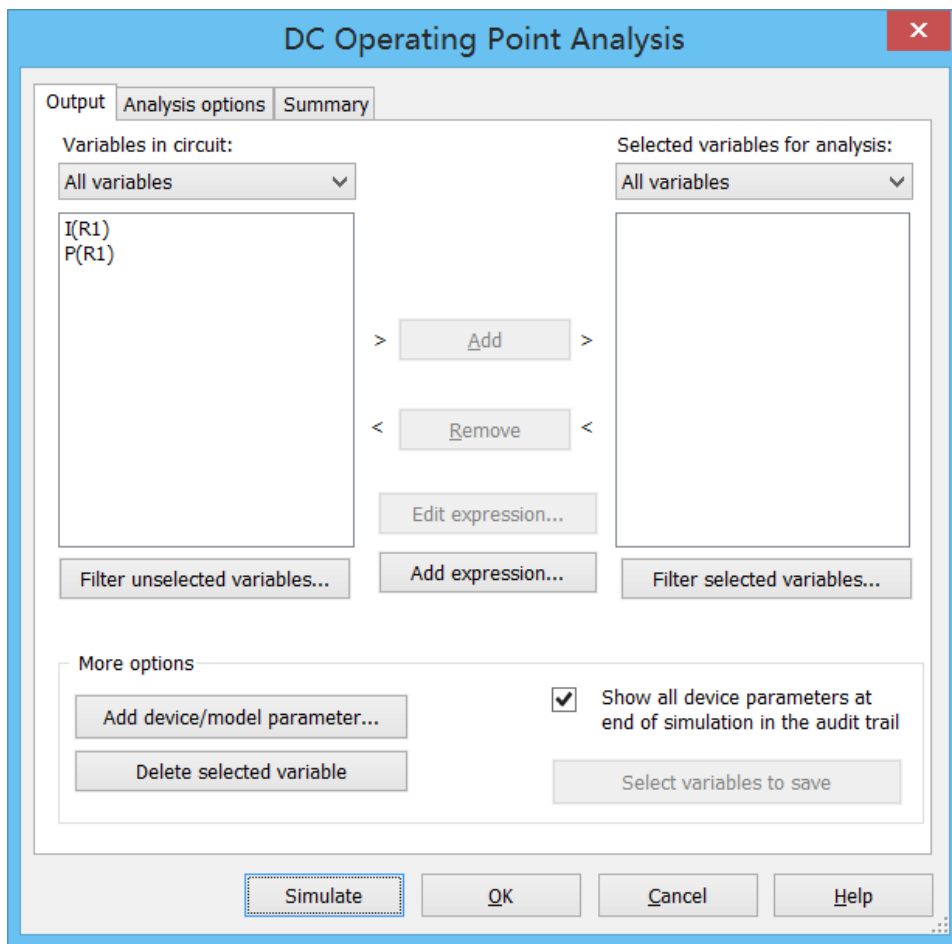 DC Operating Point Analysis
Output
Analysis options
Summary
Variables in circuit:
All variables
I(R1)
P(R1)
Filter unselected variables...
> Add >
< Remove <
Edit expression...
Add expression...
Selected variables for analysis:
All variables
Filter selected variables...
More options
Add device/model parameter...
Delete selected variable
Show all device parameters at
end of simulation in the audit trail
Select variables to save
Simulate
OK
Cancel
Help